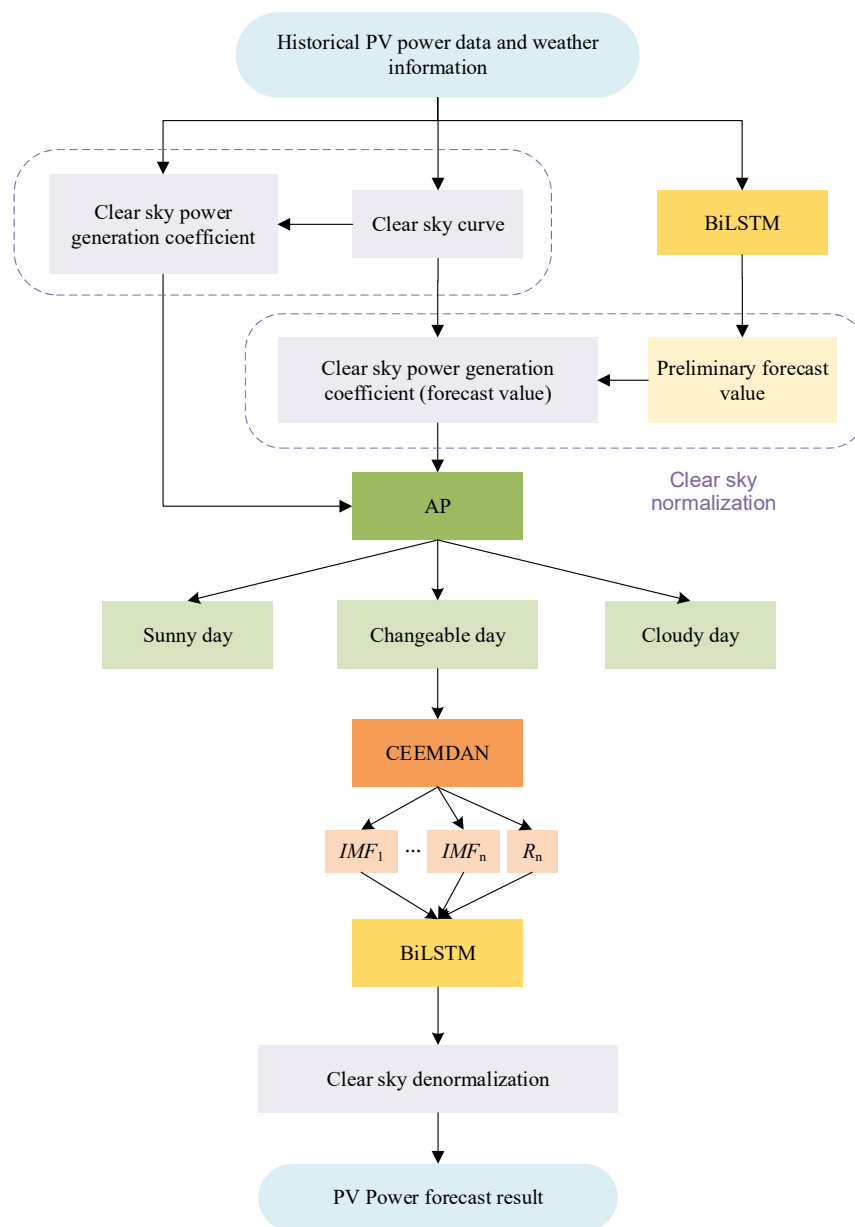 Historical PV power data and weather
information
Clear sky power
generation coefficient
Clear sky curve
BiLSTM
Clear sky power generation
coefficient (forecast value)
Preliminary forecast
value
Clear sky
normalization
AP
Sunny day
Changeable day
Cloudy day
CEEMDAN
IMF₁ ··· IMFₙ Rₙ
BiLSTM
Clear sky denormalization
PV Power forecast result